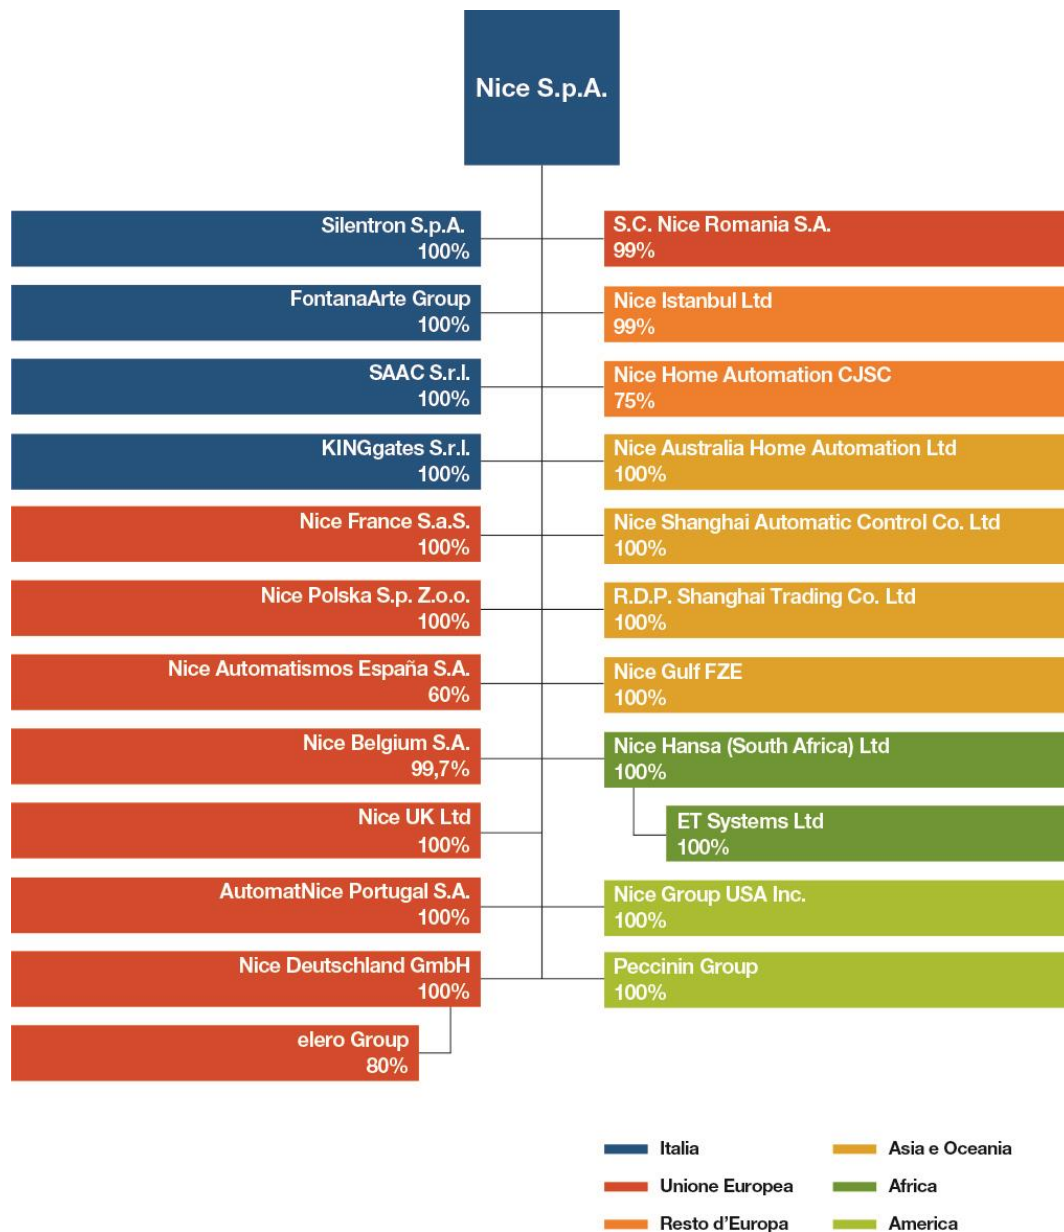 Nice S.p.A.
Silentron S.p.A.
100%
FontanaArte Group
100%
SAAC S.r.l.
100%
KINGgates S.r.l.
100%
Nice France S.a.S.
100%
Nice Polska S.p. Z.o.o.
100%
Nice Automatismos España S.A.
60%
Nice Belgium S.A.
99,7%
Nice UK Ltd
100%
AutomatNice Portugal S.A.
100%
Nice Deutschland GmbH
100%
elero Group
80%
S.C. Nice Romania S.A.
99%
Nice Istanbul Ltd
99%
Nice Home Automation CJSC
75%
Nice Australia Home Automation Ltd
100%
Nice Shanghai Automatic Control Co. Ltd
100%
R.D.P. Shanghai Trading Co. Ltd
100%
Nice Gulf FZE
100%
Nice Hansa (South Africa) Ltd
100%
ET Systems Ltd
100%
Nice Group USA Inc.
100%
Peccinin Group
100%
Italia
Unione Europea
Resto d'Europa
Asia e Oceania
Africa
America